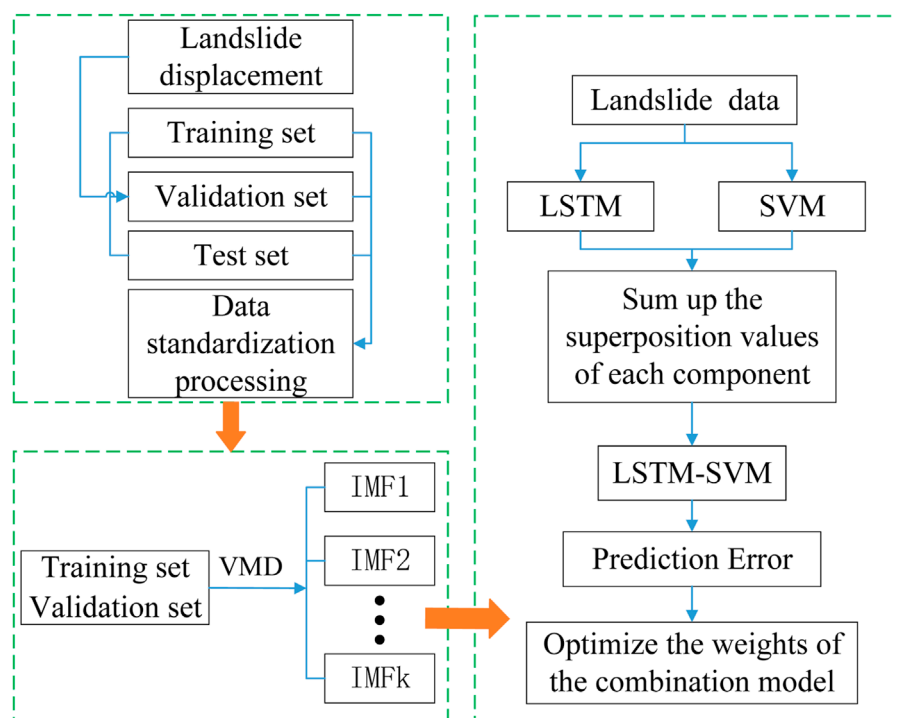 Landslide
displacement
Training set
Validation set
Test set
Data
standardization
processing
Training set
Validation set
VMD
IMF1
IMF2
IMFk
Landslide data
LSTM
SVM
Sum up the
superposition values
of each component
LSTM-SVM
Prediction Error
Optimize the weights of
the combination model